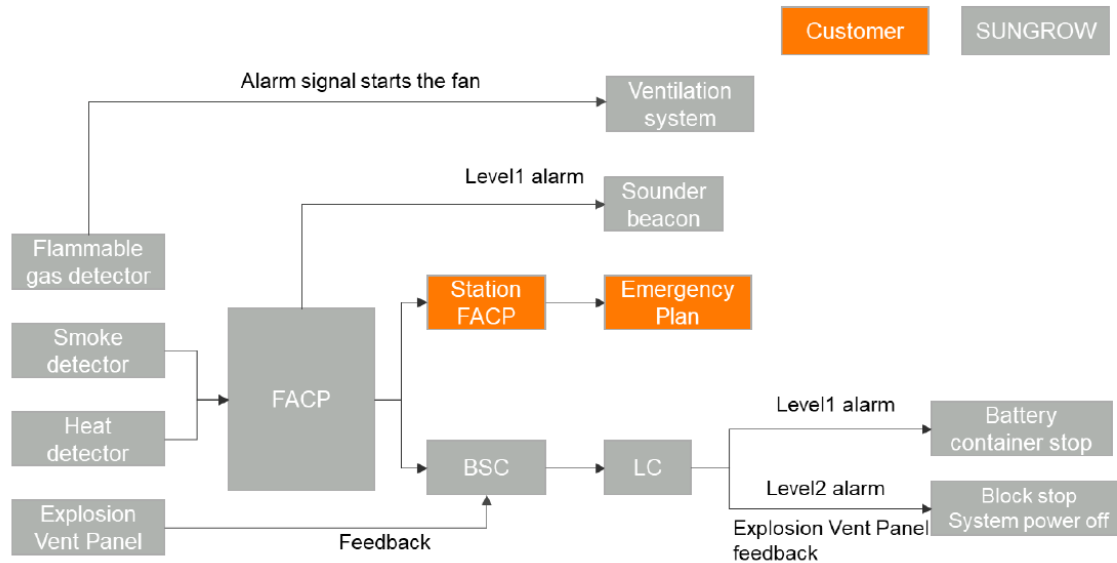 Customer
SUNGROW
Alarm signal starts the fan
Ventilation
system
Level1 alarm
Sounder
beacon
Flammable
gas detector
Station
FACP
Emergency
Plan
Smoke
detector
FACP
Heat
detector
Level1 alarm
Battery
container stop
BSC
LC
Level2 alarm
Block stop
System power off
Explosion
Vent Panel
Feedback
Explosion Vent Panel
feedback